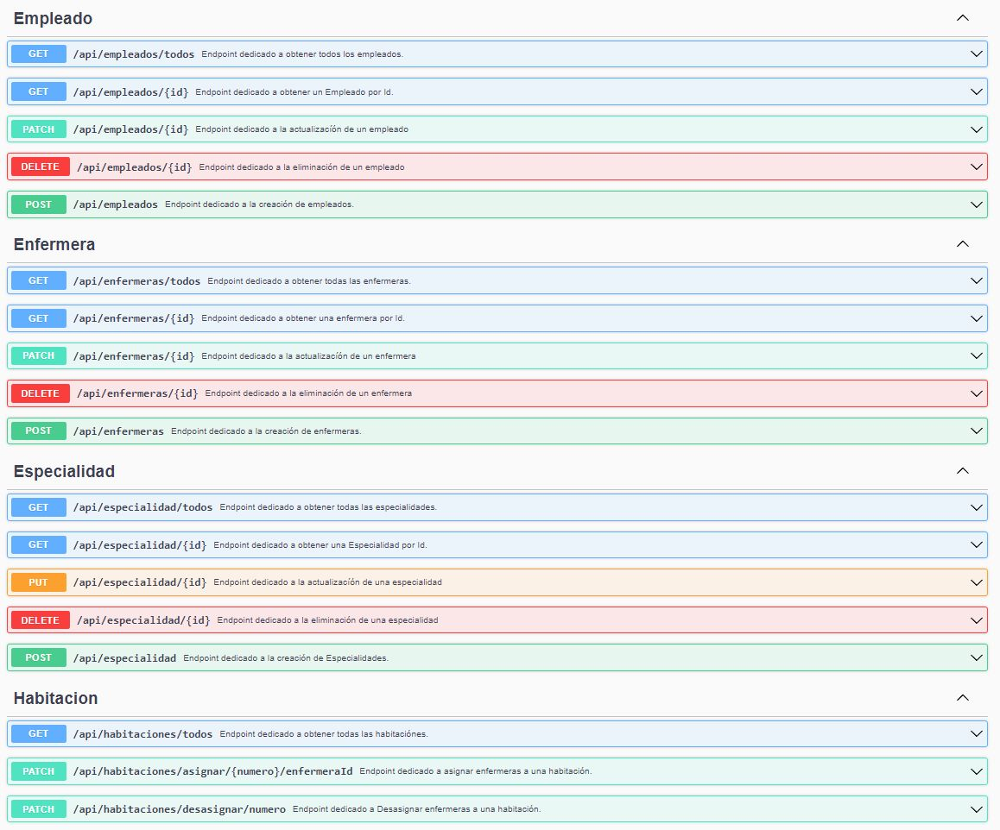 Empleado
GET /api/empleados/todos Endpoint dedicado a obtener todos los empleados.
GET /api/empleados/{id} Endpoint dedicado a obtener un Empleado por Id.
PATCH /api/empleados/{id} Endpoint dedicado a la actualizacíón de un empleado
DELETE /api/empleados/{id} Endpoint dedicado a la eliminación de un empleado
POST /api/empleados Endpoint dedicado a la creación de empleados.
Enfermera
GET /api/enfermeras/todos Endpoint dedicado a obtener todas las enfermeras.
GET /api/enfermeras/{id} Endpoint dedicado a obtener una enfermera por Id.
PATCH /api/enfermeras/{id} Endpoint dedicado a la actualizacíón de un enfermera
DELETE /api/enfermeras/{id} Endpoint dedicado a la eliminación de un enfermera
POST /api/enfermeras Endpoint dedicado a la creación de enfermeras.
Especialidad
GET /api/especialidad/todos Endpoint dedicado a obtener todas las especialidades.
GET /api/especialidad/{id} Endpoint dedicado a obtener una Especialidad por Id.
PUT /api/especialidad/{id} Endpoint dedicado a la actualizacíón de una especialidad
DELETE /api/especialidad/{id} Endpoint dedicado a la eliminación de una especialidad
POST /api/especialidad Endpoint dedicado a la creación de Especialidades.
Habitacion
GET /api/habitaciones/todos Endpoint dedicado a obtener todas las habitaciónes.
PATCH /api/habitaciones/asignar/{numero}/enfermeraId Endpoint dedicado a asignar enfermeras a una habitación.
PATCH /api/habitaciones/desasignar/numero Endpoint dedicado a Desasignar enfermeras a una habitación.